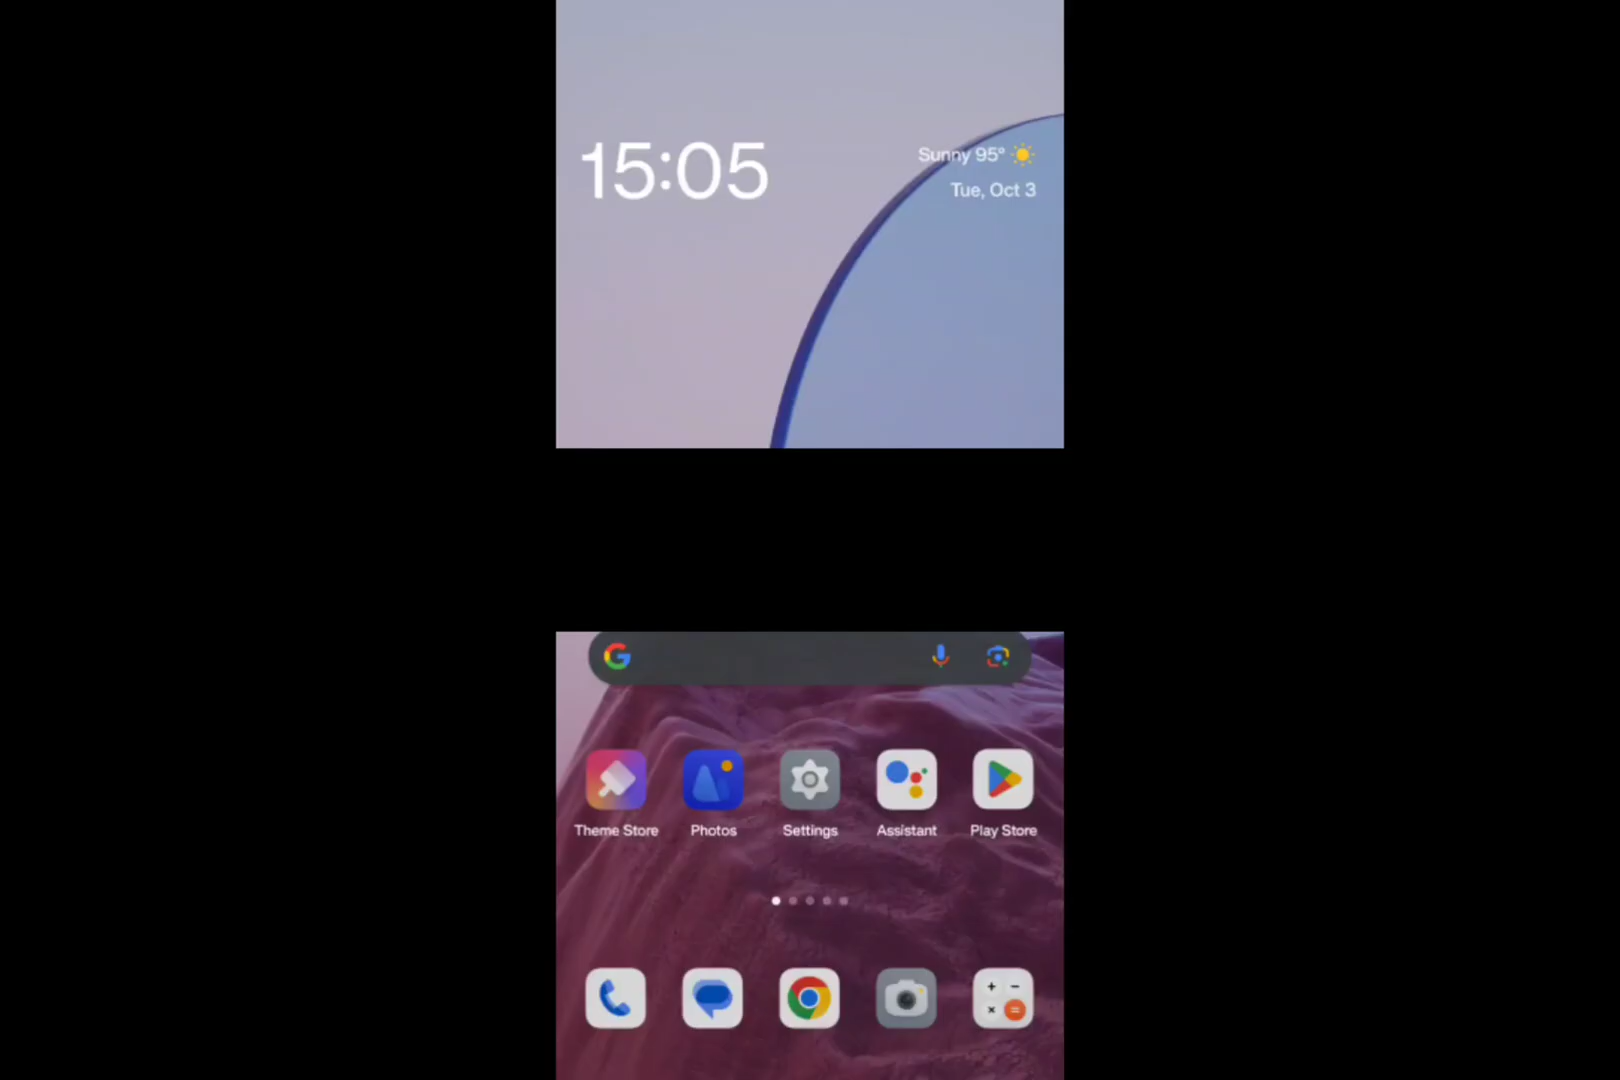 15:05
Sunny 95°
Tue, Oct 3
Theme Store
Photos
Settings
Assistant
Play Store